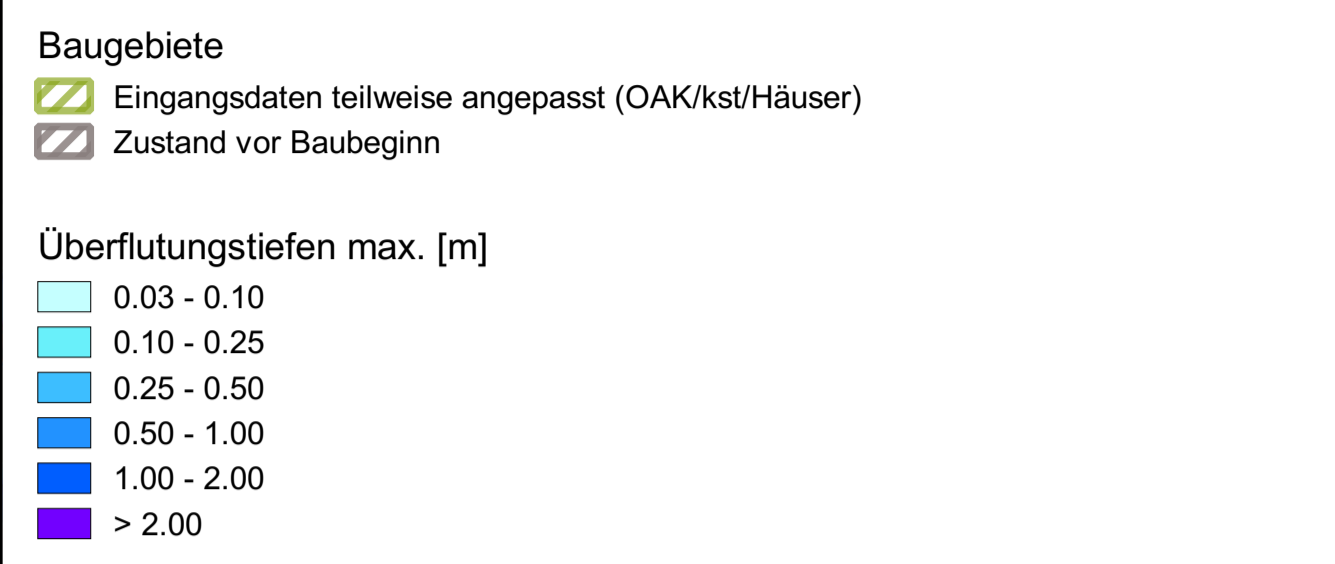 Baugebiete
Eingangsdaten teilweise angepasst (OAK/kst/Häuser)
Zustand vor Baubeginn
Überflutungstiefen max. [m]
0.03 - 0.10
0.10 - 0.25
0.25 - 0.50
0.50 - 1.00
1.00 - 2.00
> 2.00